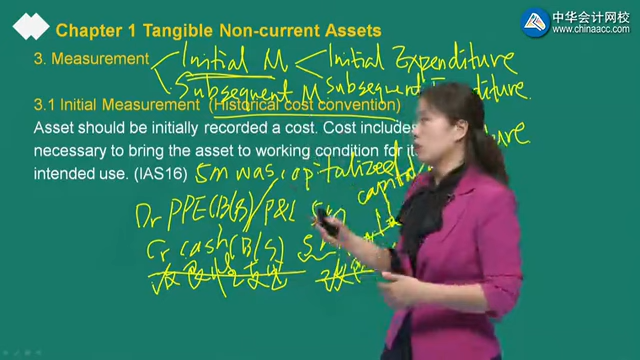 中华会计网校
www.chinaacc.com
Chapter 1 Tangible Non-current Assets
3. Measurement
Initial M
Initial Expenditure
Subsequent M
Subsequent
3.1 Initial Measurement (Historical cost convention)
Asset should be initially recorded a cost. Cost includes
necessary to bring the asset to working condition for
intended use. (IAS16)
5m was capitalized
Dr PPE(B/S)/P&L 5m
Cr cash(B/S) 5m